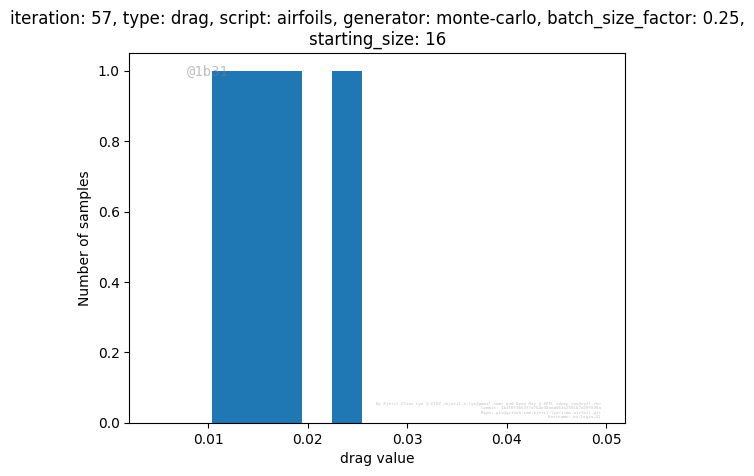 iteration: 57, type: drag, script: airfoils, generator: monte-carlo, batch_size_factor: 0.25,
starting_size: 16
@1b31
1.0
0.8
0.6
0.4
0.2
0.0
Number of samples
0.01 0.02 0.03 0.04 0.05
drag value